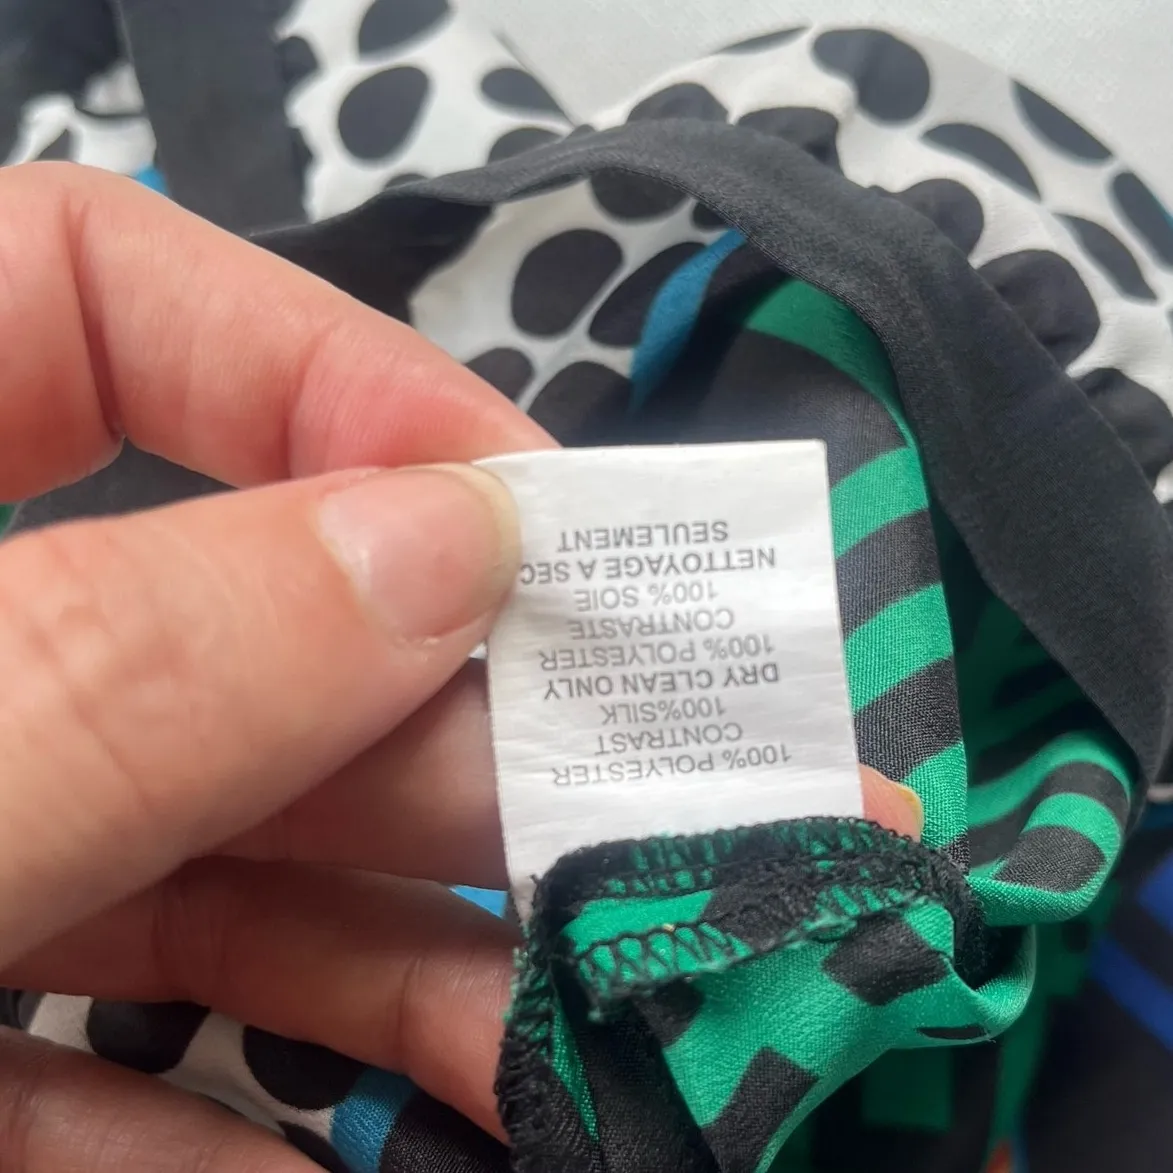 100% POLYESTER
CONTRAST
100%SILK
DRY CLEAN ONLY
100% POLYESTER
CONTRASTE
100% SOIE
NETTOYAGE A SEC
SEULEMENT